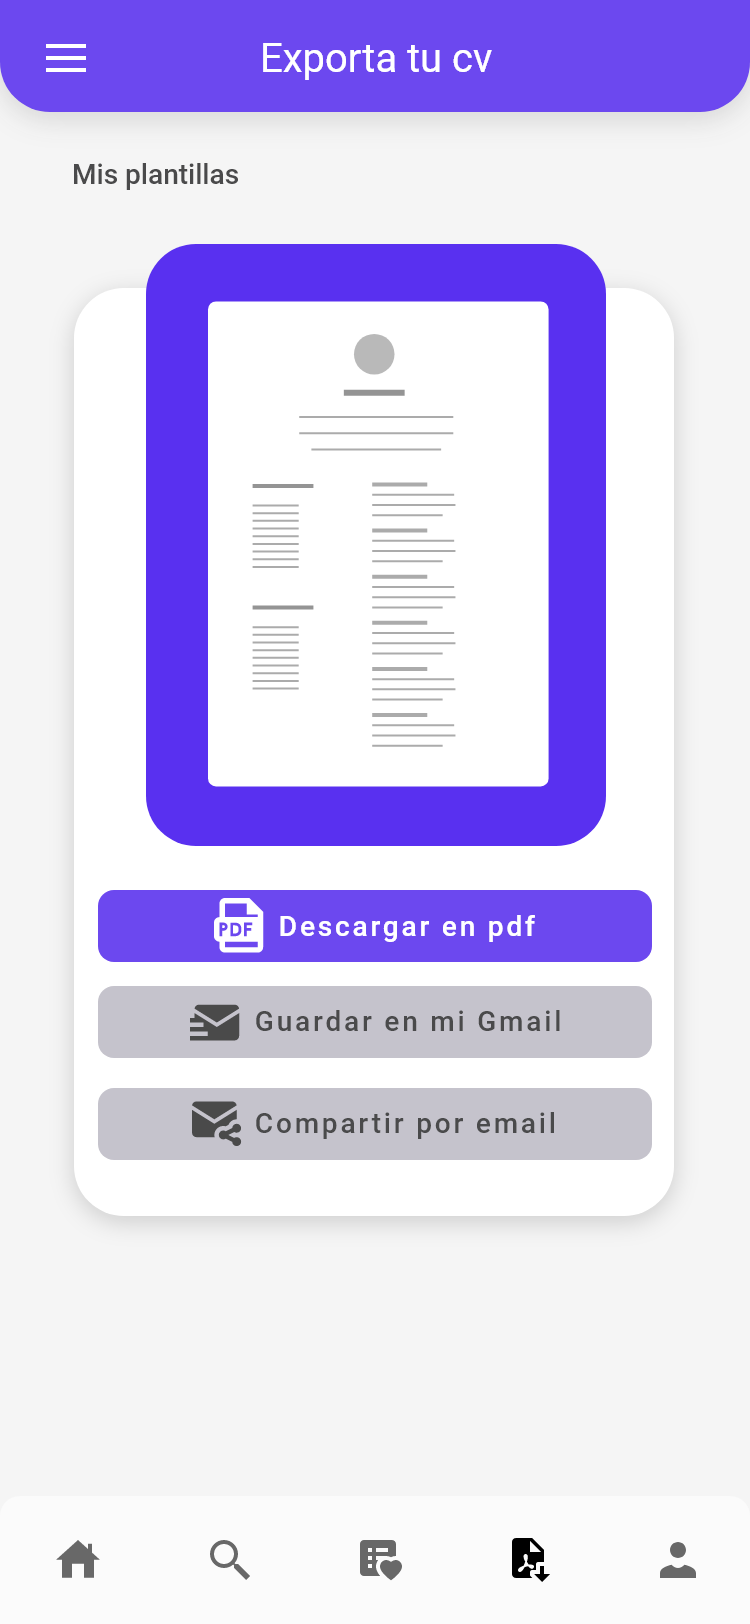 Exporta tu cv
Mis plantillas
PDF
Descargar en pdf
Guardar en mi Gmail
Compartir por email